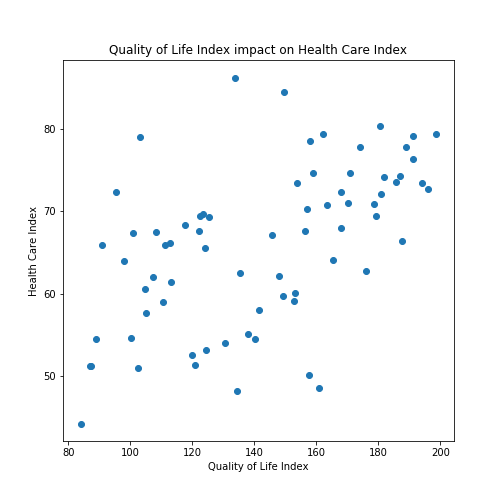 Quality of Life Index impact on Health Care Index
80
70
60
50
Health Care Index
80 100 120 140 160 180 200
Quality of Life Index